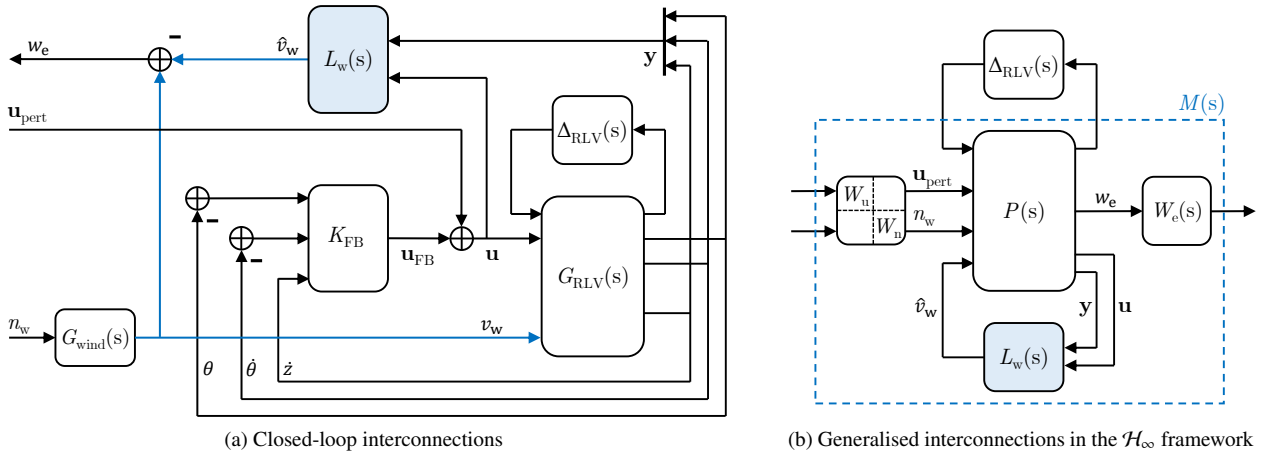 w_e
−
v̂_w
L_w(s)
y
u_pert
Δ_RLV(s)
K_FB
u_FB
u
G_RLV(s)
n_w
G_wind(s)
v_w
θ
θ̇
ż
(a) Closed-loop interconnections
Δ_RLV(s)
M(s)
W_u
W_n
u_pert
n_w
P(s)
w_e
W_e(s)
v̂_w
y
u
L_w(s)
(b) Generalised interconnections in the ℋ_∞ framework